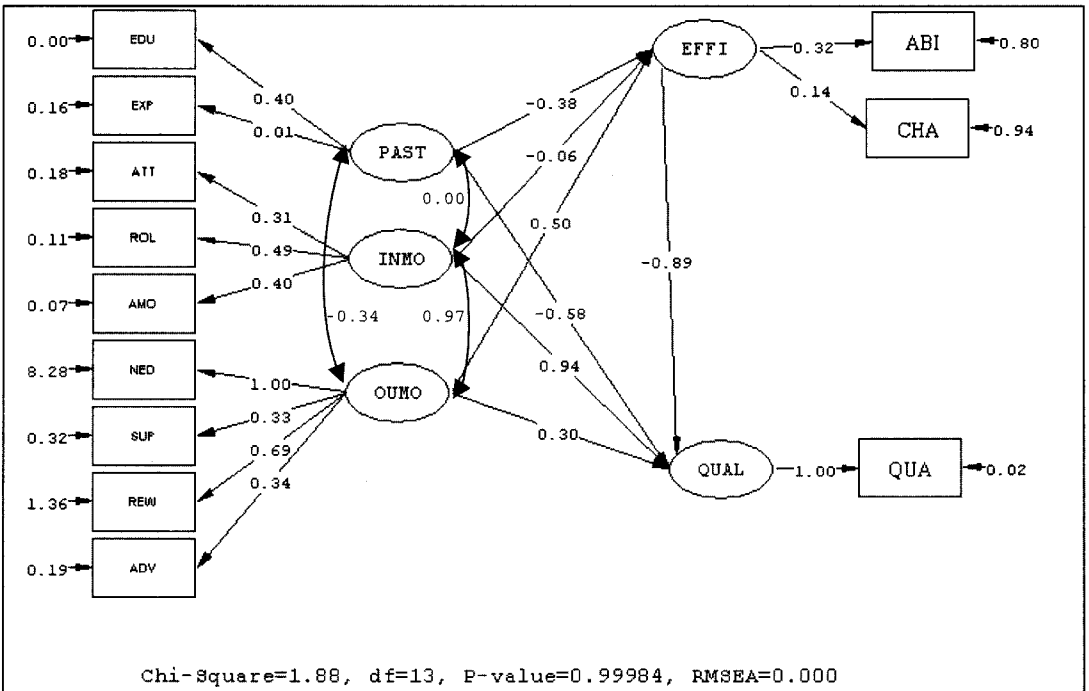 0.00 EDU 0.40
0.16 EXP 0.01
0.18 ATT 0.31
0.11 ROL 0.49
0.07 AMO 0.40
8.28 NED 1.00
0.32 SUP 0.33
1.36 REW 0.69
0.19 ADV 0.34
PAST
INMO
OUMO
0.00
-0.34
0.97
-0.38
-0.06
0.50
-0.58
0.94
0.30
EFFI
-0.89
QUAL
0.32 ABI 0.80
0.14 CHA 0.94
1.00 QUA 0.02
Chi-Square=1.88, df=13, P-value=0.99984, RMSEA=0.000